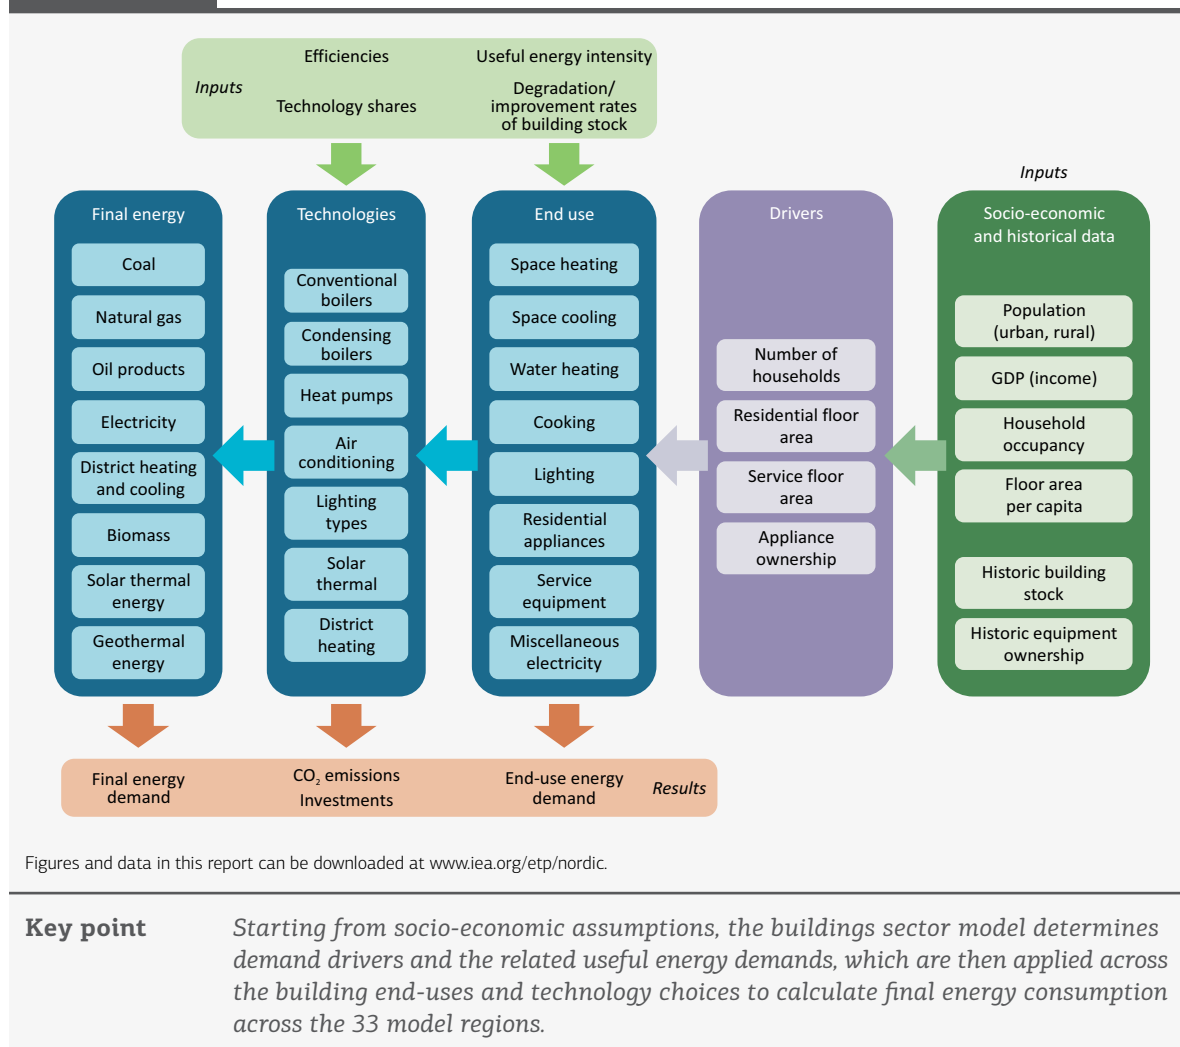 Inputs
Efficiencies
Technology shares
Useful energy intensity
Degradation/
improvement rates
of building stock
Inputs
Final energy
Coal
Natural gas
Oil products
Electricity
District heating
and cooling
Biomass
Solar thermal
energy
Geothermal
energy
Technologies
Conventional
boilers
Condensing
boilers
Heat pumps
Air
conditioning
Lighting
types
Solar
thermal
District
heating
End use
Space heating
Space cooling
Water heating
Cooking
Lighting
Residential
appliances
Service
equipment
Miscellaneous
electricity
Drivers
Number of
households
Residential floor
area
Service floor
area
Appliance
ownership
Socio-economic
and historical data
Population
(urban, rural)
GDP (income)
Household
occupancy
Floor area
per capita
Historic building
stock
Historic equipment
ownership
Final energy
demand
CO₂ emissions
Investments
End-use energy
demand
Results
Figures and data in this report can be downloaded at www.iea.org/etp/nordic.
Key point
Starting from socio-economic assumptions, the buildings sector model determines
demand drivers and the related useful energy demands, which are then applied across
the building end-uses and technology choices to calculate final energy consumption
across the 33 model regions.